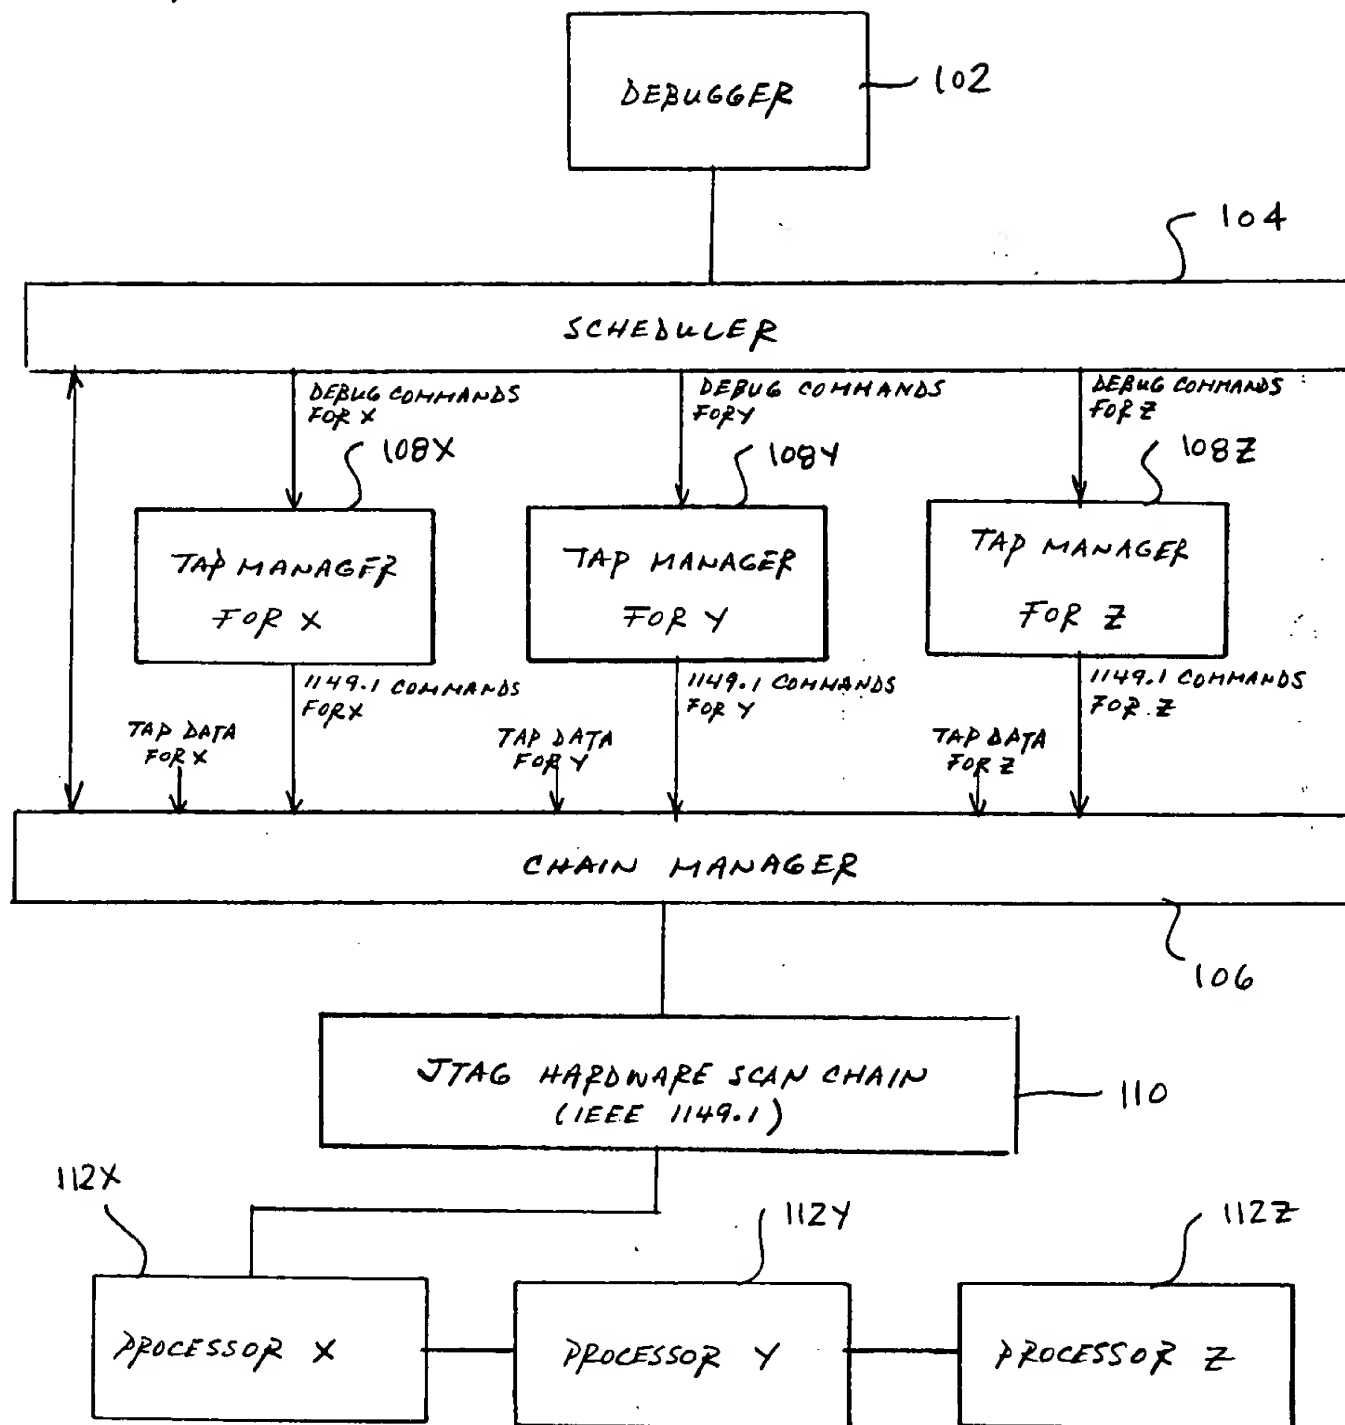 DEBUGGER
102
104
SCHEDULER
DEBUG COMMANDS
FOR X
DEBUG COMMANDS
FOR Y
DEBUG COMMANDS
FOR Z
108X
108Y
108Z
TAP MANAGER
FOR X
TAP MANAGER
FOR Y
TAP MANAGER
FOR Z
1149.1 COMMANDS
FOR X
1149.1 COMMANDS
FOR Y
1149.1 COMMANDS
FOR Z
TAP DATA
FOR X
TAP DATA
FOR Y
TAP DATA
FOR Z
CHAIN MANAGER
106
JTAG HARDWARE SCAN CHAIN
(IEEE 1149.1)
110
112X
112Y
112Z
PROCESSOR X
PROCESSOR Y
PROCESSOR Z